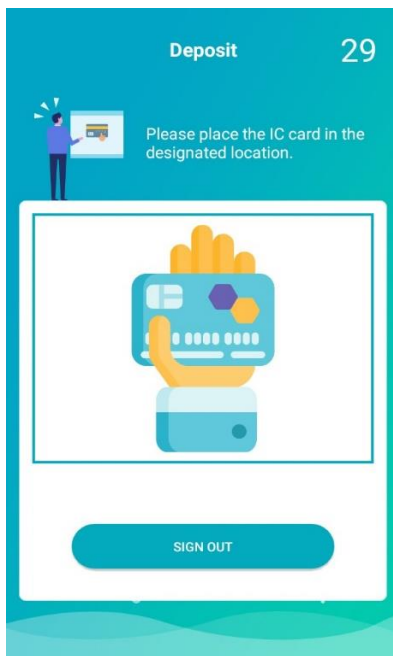 Deposit
29
Please place the IC card in the
designated location.
SIGN OUT